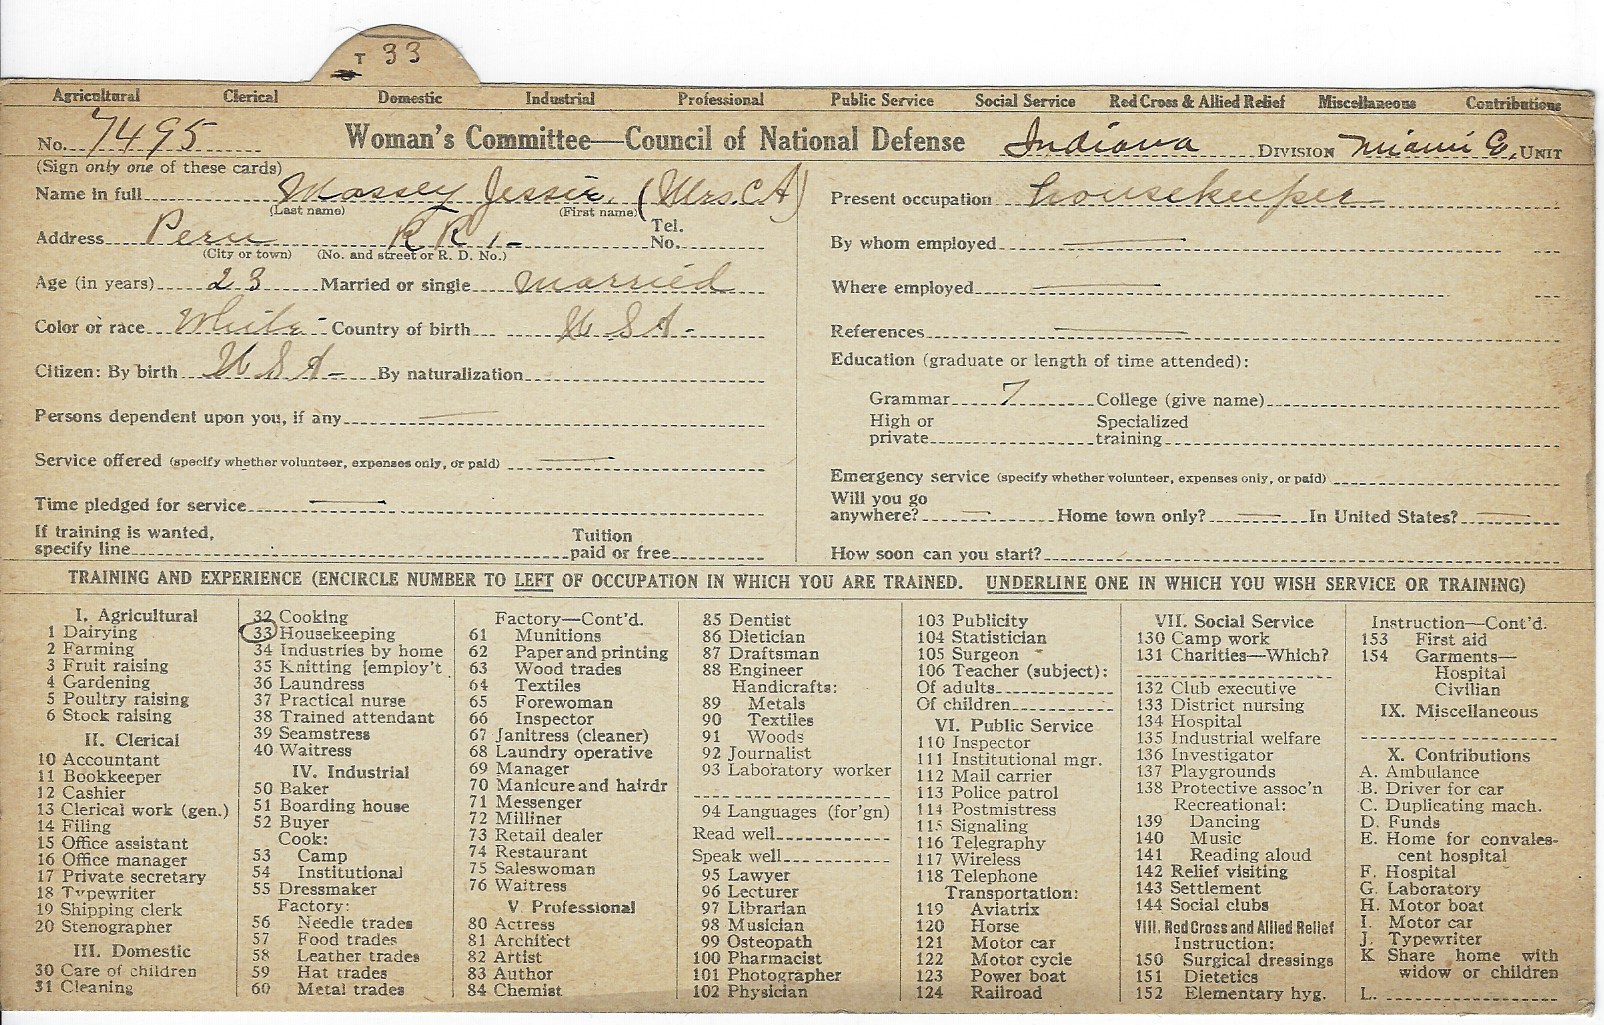 T 33
Agricultural Clerical Domestic Industrial Professional Public Service Social Service Red Cross & Allied Relief Miscellaneous Contributions
No. 7495 Woman's Committee—Council of National Defense Indiana DIVISION Miami Co. UNIT
(Sign only one of these cards)
Name in full Massey Jessie (Mrs. C A)
(Last name) (First name)
Address Peru R R 1 - Tel. No.
(City or town) (No. and street or R. D. No.)
Age (in years) 23 Married or single married
Color or race White - Country of birth U S A -
Citizen: By birth U S A - By naturalization
Persons dependent upon you, if any —
Service offered (specify whether volunteer, expenses only, or paid) —
Time pledged for service —
If training is wanted,
specify line Tuition paid or free
Present occupation housekeeper
By whom employed —
Where employed —
References —
Education (graduate or length of time attended):
Grammar 7 College (give name)
High or private Specialized training
Emergency service (specify whether volunteer, expenses only, or paid)
Will you go
anywhere? — Home town only? — In United States? —
How soon can you start?
TRAINING AND EXPERIENCE (ENCIRCLE NUMBER TO LEFT OF OCCUPATION IN WHICH YOU ARE TRAINED. UNDERLINE ONE IN WHICH YOU WISH SERVICE OR TRAINING)
I. Agricultural
1 Dairying
2 Farming
3 Fruit raising
4 Gardening
5 Poultry raising
6 Stock raising
II. Clerical
10 Accountant
11 Bookkeeper
12 Cashier
13 Clerical work (gen.)
14 Filing
15 Office assistant
16 Office manager
17 Private secretary
18 Typewriter
19 Shipping clerk
20 Stenographer
III. Domestic
30 Care of children
31 Cleaning
32 Cooking
33 Housekeeping
34 Industries by home
35 Knitting [employ't
36 Laundress
37 Practical nurse
38 Trained attendant
39 Seamstress
40 Waitress
IV. Industrial
50 Baker
51 Boarding house
52 Buyer
Cook:
53 Camp
54 Institutional
55 Dressmaker
Factory:
56 Needle trades
57 Food trades
58 Leather trades
59 Hat trades
60 Metal trades
Factory—Cont'd.
61 Munitions
62 Paper and printing
63 Wood trades
64 Textiles
65 Forewoman
66 Inspector
67 Janitress (cleaner)
68 Laundry operative
69 Manager
70 Manicure and hairdr
71 Messenger
72 Milliner
73 Retail dealer
74 Restaurant
75 Saleswoman
76 Waitress
V. Professional
80 Actress
81 Architect
82 Artist
83 Author
84 Chemist
85 Dentist
86 Dietician
87 Draftsman
88 Engineer
Handicrafts:
89 Metals
90 Textiles
91 Woods
92 Journalist
93 Laboratory worker
94 Languages (for'gn)
Read well
Speak well
95 Lawyer
96 Lecturer
97 Librarian
98 Musician
99 Osteopath
100 Pharmacist
101 Photographer
102 Physician
103 Publicity
104 Statistician
105 Surgeon
106 Teacher (subject):
Of adults
Of children
VI. Public Service
110 Inspector
111 Institutional mgr.
112 Mail carrier
113 Police patrol
114 Postmistress
115 Signaling
116 Telegraphy
117 Wireless
118 Telephone
Transportation:
119 Aviatrix
120 Horse
121 Motor car
122 Motor cycle
123 Power boat
124 Railroad
VII. Social Service
130 Camp work
131 Charities—Which?
132 Club executive
133 District nursing
134 Hospital
135 Industrial welfare
136 Investigator
137 Playgrounds
138 Protective assoc'n
Recreational:
139 Dancing
140 Music
141 Reading aloud
142 Relief visiting
143 Settlement
144 Social clubs
VIII. Red Cross and Allied Relief
Instruction:
150 Surgical dressings
151 Dietetics
152 Elementary hyg.
Instruction—Cont'd.
153 First aid
154 Garments—
Hospital
Civilian
IX. Miscellaneous
X. Contributions
A. Ambulance
B. Driver for car
C. Duplicating mach.
D. Funds
E. Home for convales-
cent hospital
F. Hospital
G. Laboratory
H. Motor boat
I. Motor car
J. Typewriter
K Share home with
widow or children
L.